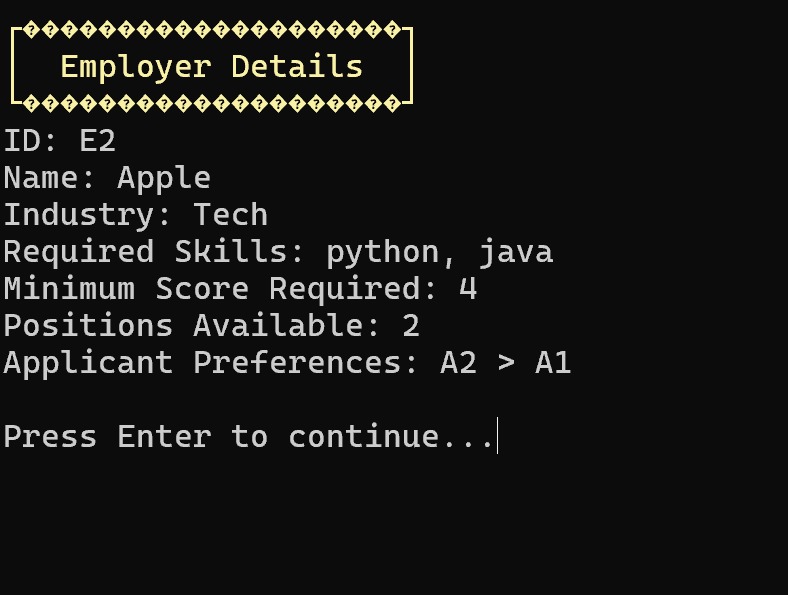 ┌��������������������┐
Employer Details
└��������������������┘
ID: E2
Name: Apple
Industry: Tech
Required Skills: python, java
Minimum Score Required: 4
Positions Available: 2
Applicant Preferences: A2 > A1
Press Enter to continue...